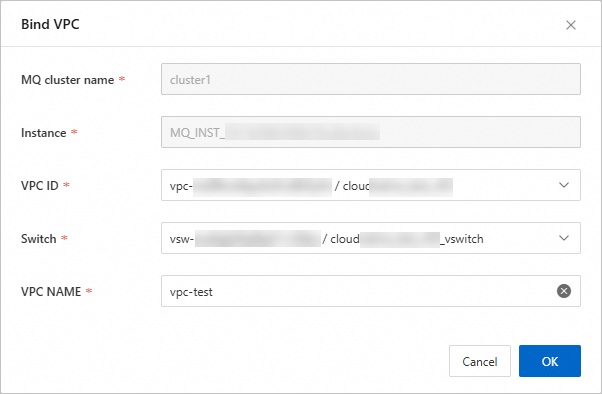 Bind VPC
MQ cluster name *
cluster1
Instance *
MQ_INST_
VPC ID *
vpc- / cloud
Switch *
vsw- / cloud _vswitch
VPC NAME *
vpc-test
Cancel
OK